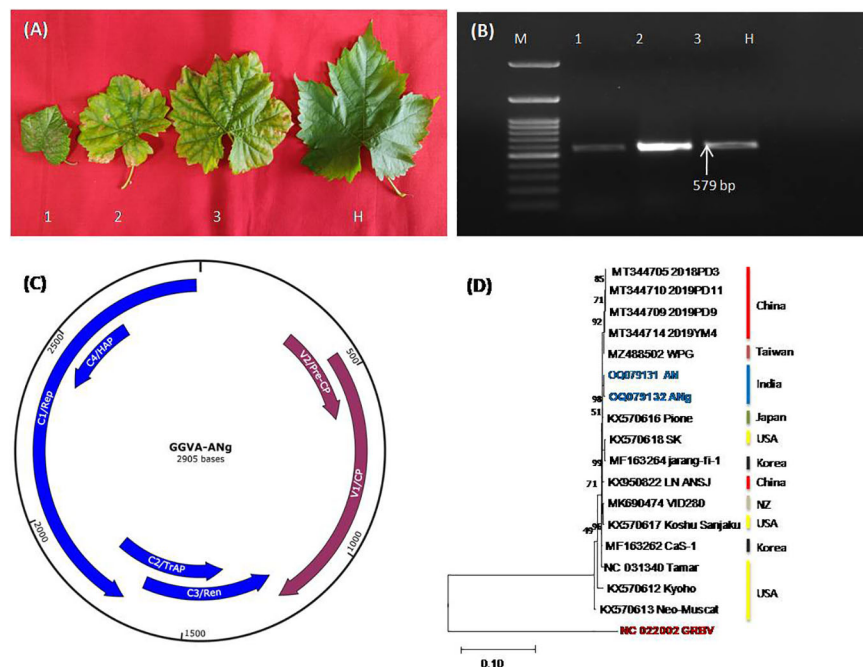 (A)
1 2 3 H
(B)
M 1 2 3 H
579 bp
(C)
C1/Rep
C4/HAP
V2/Pre-CP
V1/CP
C2/TrAP
C3/Ren
GGVA-ANg
2905 bases
500
1000
1500
2000
2500
(D)
85
MT344705 2018PD3
71
MT344710 2019PD11
92
MT344709 2019PD9
MT344714 2019YM4
China
MZ488502 WPG
Taiwan
OQ079131 AN
98
OQ079132 ANg
India
51
KX570616 Pione
Japan
KX570618 SK
USA
99
MF163264 jarang-fi-1
Korea
71
KX950822 LN ANSJ
China
MK690474 VID280
NZ
49
96
KX570617 Koshu Sanjaku
USA
MF163262 CaS-1
Korea
NC 031340 Tamar
KX570612 Kyoho
KX570613 Neo-Muscat
USA
NC 022002 GRBV
0.10